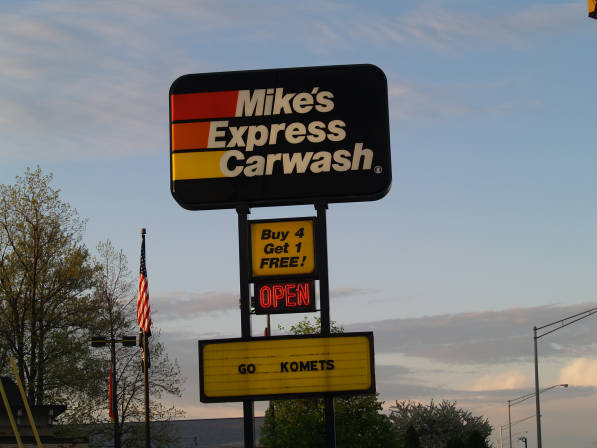 Mike's
Express
Carwash®
Buy 4
Get 1
FREE!
OPEN
GO KOMETS